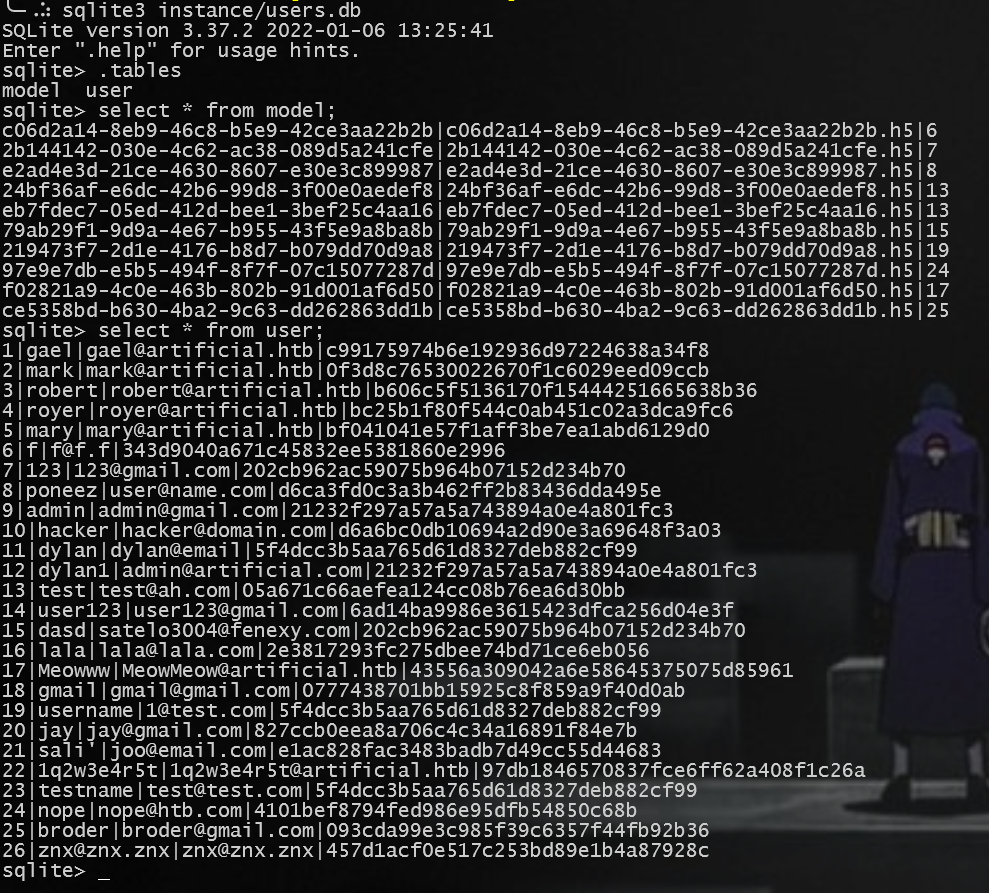 ╰─ .:. sqlite3 instance/users.db
SQLite version 3.37.2 2022-01-06 13:25:41
Enter ".help" for usage hints.
sqlite> .tables
model  user
sqlite> select * from model;
c06d2a14-8eb9-46c8-b5e9-42ce3aa22b2b|c06d2a14-8eb9-46c8-b5e9-42ce3aa22b2b.h5|6
2b144142-030e-4c62-ac38-089d5a241cfe|2b144142-030e-4c62-ac38-089d5a241cfe.h5|7
e2ad4e3d-21ce-4630-8607-e30e3c899987|e2ad4e3d-21ce-4630-8607-e30e3c899987.h5|8
24bf36af-e6dc-42b6-99d8-3f00e0aedef8|24bf36af-e6dc-42b6-99d8-3f00e0aedef8.h5|13
eb7fdec7-05ed-412d-bee1-3bef25c4aa16|eb7fdec7-05ed-412d-bee1-3bef25c4aa16.h5|13
79ab29f1-9d9a-4e67-b955-43f5e9a8ba8b|79ab29f1-9d9a-4e67-b955-43f5e9a8ba8b.h5|15
219473f7-2d1e-4176-b8d7-b079dd70d9a8|219473f7-2d1e-4176-b8d7-b079dd70d9a8.h5|19
97e9e7db-e5b5-494f-8f7f-07c15077287d|97e9e7db-e5b5-494f-8f7f-07c15077287d.h5|24
f02821a9-4c0e-463b-802b-91d001af6d50|f02821a9-4c0e-463b-802b-91d001af6d50.h5|17
ce5358bd-b630-4ba2-9c63-dd262863dd1b|ce5358bd-b630-4ba2-9c63-dd262863dd1b.h5|25
sqlite> select * from user;
1|gael|gael@artificial.htb|c99175974b6e192936d97224638a34f8
2|mark|mark@artificial.htb|0f3d8c76530022670f1c6029eed09ccb
3|robert|robert@artificial.htb|b606c5f5136170f15444251665638b36
4|royer|royer@artificial.htb|bc25b1f80f544c0ab451c02a3dca9fc6
5|mary|mary@artificial.htb|bf041041e57f1aff3be7ea1abd6129d0
6|f|f@f.f|343d9040a671c45832ee5381860e2996
7|123|123@gmail.com|202cb962ac59075b964b07152d234b70
8|poneez|user@name.com|d6ca3fd0c3a3b462ff2b83436dda495e
9|admin|admin@gmail.com|21232f297a57a5a743894a0e4a801fc3
10|hacker|hacker@domain.com|d6a6bc0db10694a2d90e3a69648f3a03
11|dylan|dylan@email|5f4dcc3b5aa765d61d8327deb882cf99
12|dylan1|admin@artificial.htb|21232f297a57a5a743894a0e4a801fc3
13|test|test@ah.com|05a671c66aefea124cc08b76ea6d30bb
14|user123|user123@gmail.com|6ad14ba9986e3615423dfca256d04e3f
15|dasd|satelo3004@fenexy.com|202cb962ac59075b964b07152d234b70
16|lala|lala@lala.com|2e3817293fc275dbee74bd71ce6eb056
17|Meowww|MeowMeow@artificial.htb|43556a309042a6e58645375075d85961
18|gmail|gmail@gmail.com|0777438701bb15925c8f859a9f40d0ab
19|username|1@test.com|5f4dcc3b5aa765d61d8327deb882cf99
20|jay|jay@gmail.com|827ccb0eea8a706c4c34a16891f84e7b
21|sali'|joo@email.com|e1ac828fac3483badb7d49cc55d44683
22|1q2w3e4r5t|1q2w3e4r5t@artificial.htb|97db1846570837fce6ff62a408f1c26a
23|testname|test@test.com|5f4dcc3b5aa765d61d8327deb882cf99
24|nope|nope@htb.com|4101bef8794fed986e95dfb54850c68b
25|broder|broder@gmail.com|093cda99e3c985f39c6357f44fb92b36
26|znx@znx.znx|znx@znx.znx|457d1acf0e517c253bd89e1b4a87928c
sqlite> _